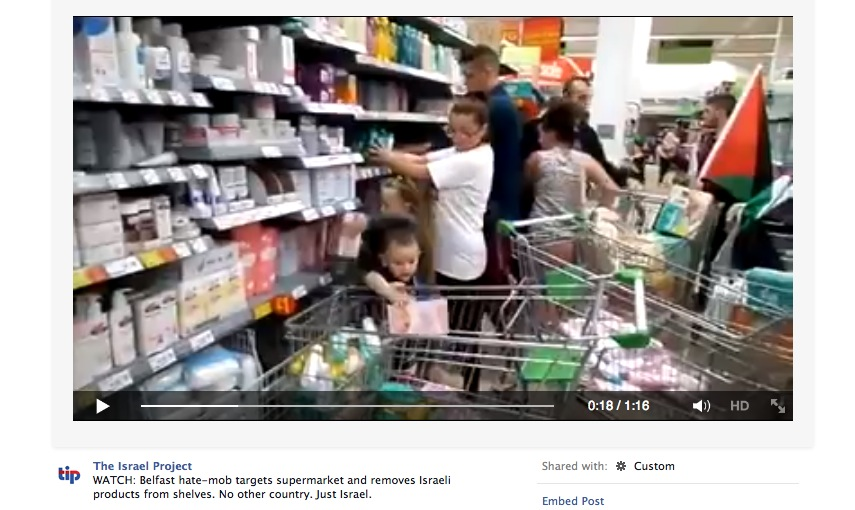 0:18 / 1:16
HD
tip
The Israel Project
WATCH: Belfast hate-mob targets supermarket and removes Israeli
products from shelves. No other country. Just Israel.
Shared with: Custom
Embed Post